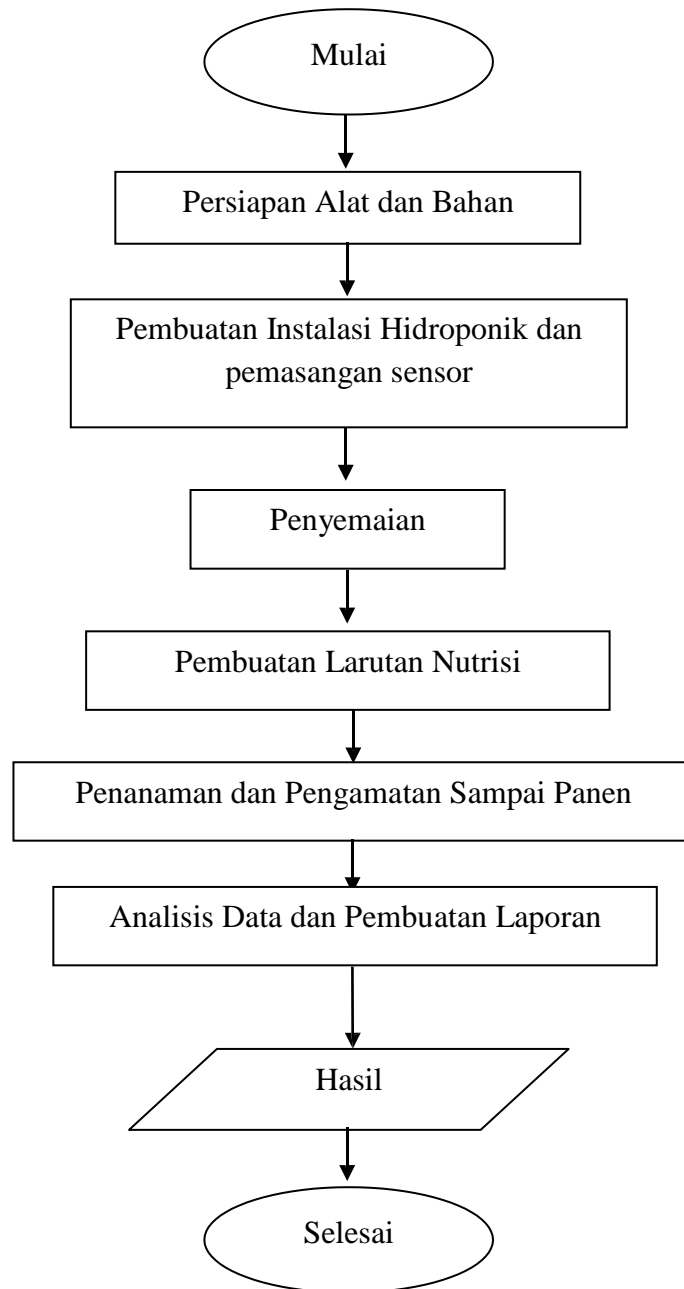 Mulai
Persiapan Alat dan Bahan
Pembuatan Instalasi Hidroponik dan
pemasangan sensor
Penyemaian
Pembuatan Larutan Nutrisi
Penanaman dan Pengamatan Sampai Panen
Analisis Data dan Pembuatan Laporan
Hasil
Selesai